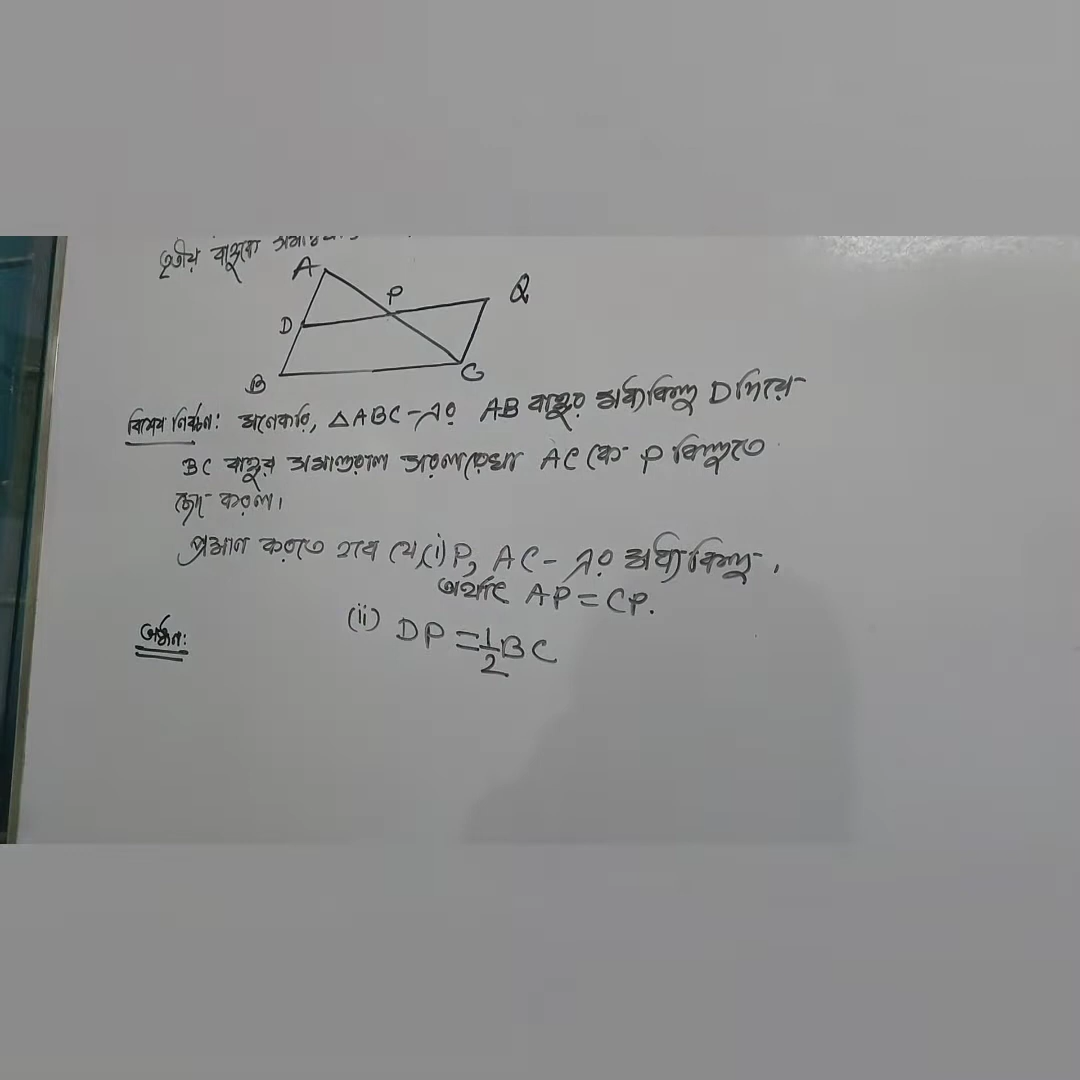 তৃতীয় বাহুকে
A
P
Q
D
B
C
বিশেষ নির্বচন: মনেকরি, △ABC-এর AB বাহুর মধ্যবিন্দু D দিয়ে
BC বাহুর সমান্তরাল সরলরেখা AC কে P বিন্দুতে
ছেদ করল।
প্রমান করতে হবে যে, (i) P, AC- এর মধ্যবিন্দু,
অর্থাৎ AP = CP.
(ii) DP = 1/2 BC
অঙ্কন: